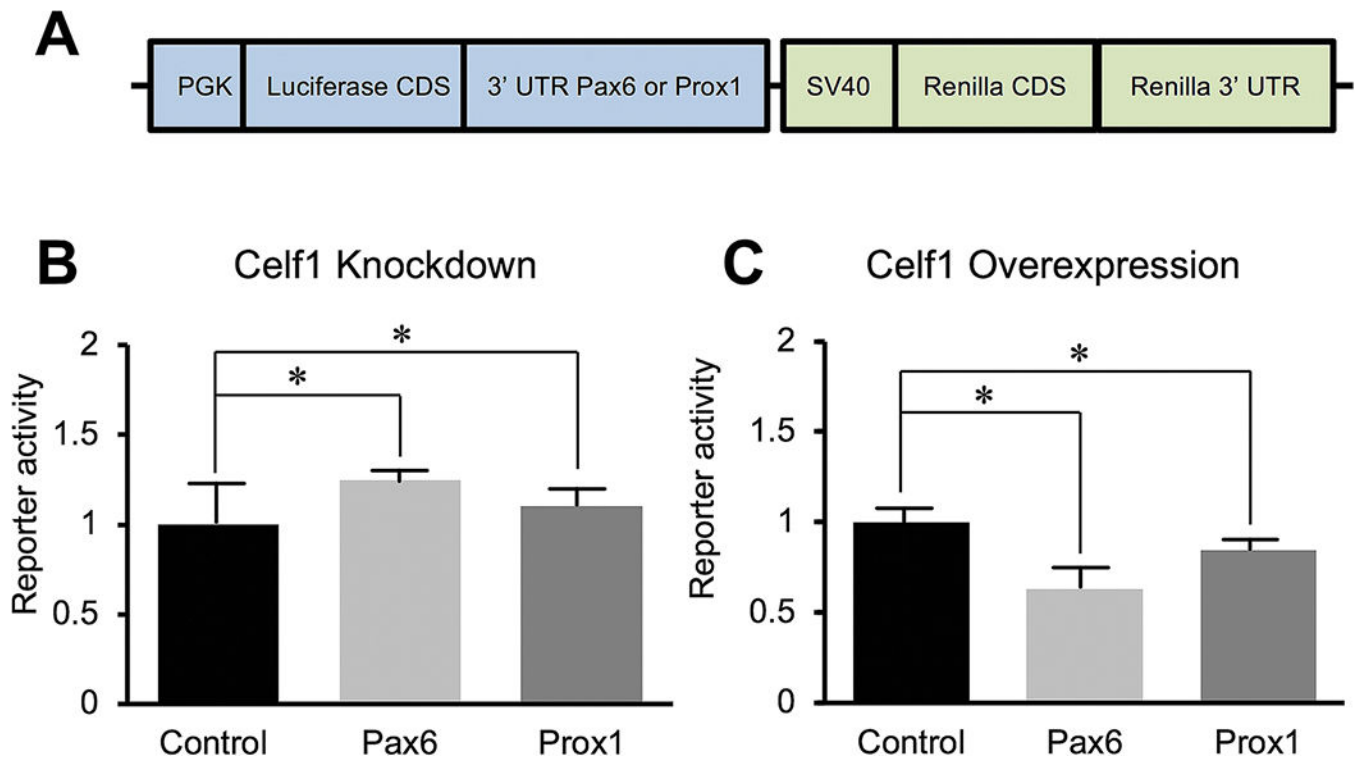 A
PGK Luciferase CDS 3' UTR Pax6 or Prox1 SV40 Renilla CDS Renilla 3' UTR
B Celf1 Knockdown
Reporter activity
2
1.5
1
0.5
0
*
*
Control Pax6 Prox1
C Celf1 Overexpression
Reporter activity
2
1.5
1
0.5
0
*
*
Control Pax6 Prox1